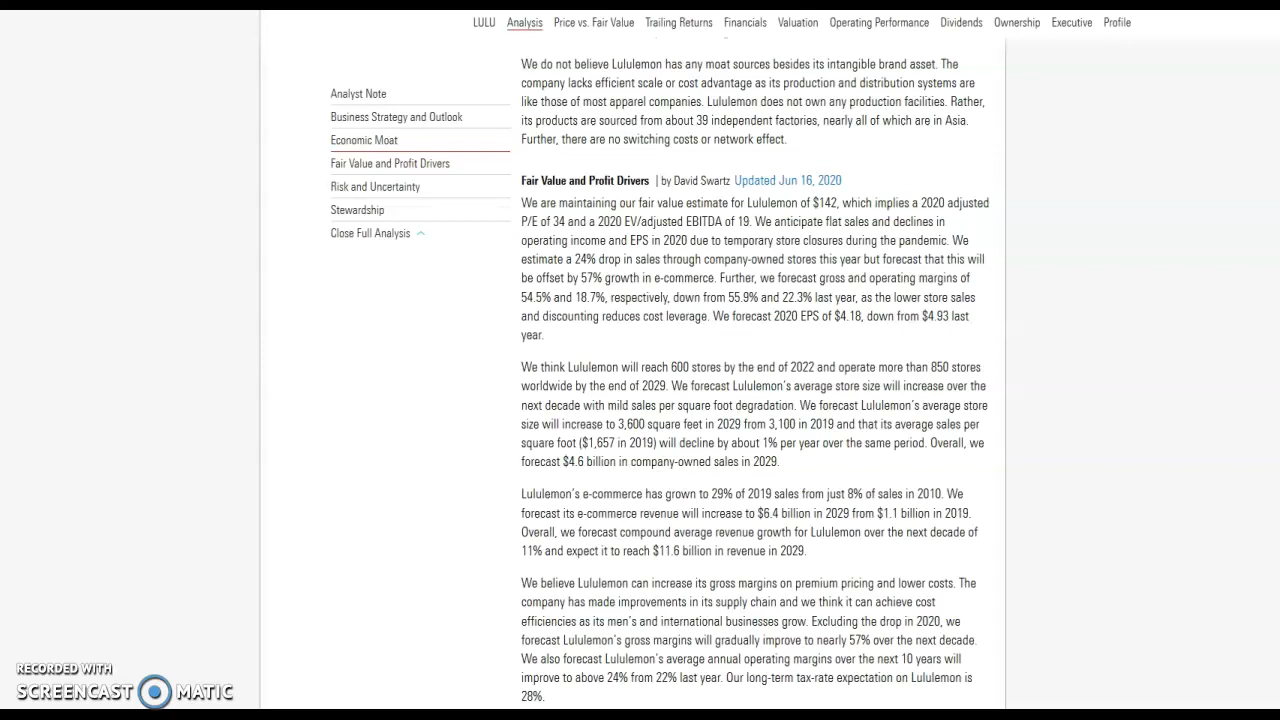 LULU Analysis Price vs. Fair Value Trailing Returns Financials Valuation Operating Performance Dividends Ownership Executive Profile
Analyst Note
Business Strategy and Outlook
Economic Moat
Fair Value and Profit Drivers
Risk and Uncertainty
Stewardship
Close Full Analysis
We do not believe Lululemon has any moat sources besides its intangible brand asset. The
company lacks efficient scale or cost advantage as its production and distribution systems are
like those of most apparel companies. Lululemon does not own any production facilities. Rather,
its products are sourced from about 39 independent factories, nearly all of which are in Asia.
Further, there are no switching costs or network effect.
Fair Value and Profit Drivers | by David Swartz Updated Jun 16, 2020
We are maintaining our fair value estimate for Lululemon of $142, which implies a 2020 adjusted
P/E of 34 and a 2020 EV/adjusted EBITDA of 19. We anticipate flat sales and declines in
operating income and EPS in 2020 due to temporary store closures during the pandemic. We
estimate a 24% drop in sales through company-owned stores this year but forecast that this will
be offset by 57% growth in e-commerce. Further, we forecast gross and operating margins of
54.5% and 18.7%, respectively, down from 55.9% and 22.3% last year, as the lower store sales
and discounting reduces cost leverage. We forecast 2020 EPS of $4.18, down from $4.93 last
year.
We think Lululemon will reach 600 stores by the end of 2022 and operate more than 850 stores
worldwide by the end of 2029. We forecast Lululemon's average store size will increase over the
next decade with mild sales per square foot degradation. We forecast Lululemon's average store
size will increase to 3,600 square feet in 2029 from 3,100 in 2019 and that its average sales per
square foot ($1,657 in 2019) will decline by about 1% per year over the same period. Overall, we
forecast $4.6 billion in company-owned sales in 2029.
Lululemon's e-commerce has grown to 29% of 2019 sales from just 8% of sales in 2010. We
forecast its e-commerce revenue will increase to $6.4 billion in 2029 from $1.1 billion in 2019.
Overall, we forecast compound average revenue growth for Lululemon over the next decade of
11% and expect it to reach $11.6 billion in revenue in 2029.
We believe Lululemon can increase its gross margins on premium pricing and lower costs. The
company has made improvements in its supply chain and we think it can achieve cost
efficiencies as its men's and international businesses grow. Excluding the drop in 2020, we
forecast Lululemon's gross margins will gradually improve to nearly 57% over the next decade.
We also forecast Lululemon's average annual operating margins over the next 10 years will
improve to above 24% from 22% last year. Our long-term tax-rate expectation on Lululemon is
28%.
RECORDED WITH
SCREENCAST MATIC